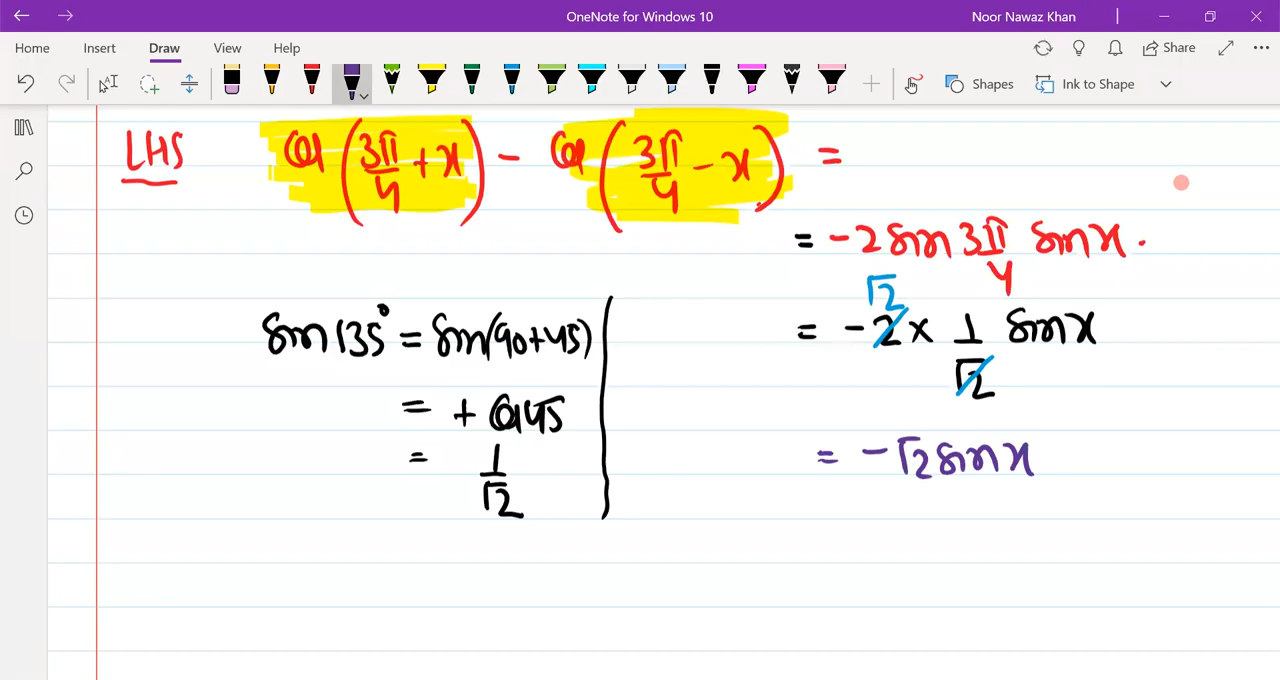 OneNote for Windows 10
Noor Nawaz Khan
Home Insert Draw View Help
Share
Shapes
Ink to Shape
LHS cos(3π/4 + x) - cos(3π/4 - x) =
= -2 sin 3π/4 sin x.
sin 135° = sin(90+45)
= + cos 45
= 1/√2
√2
= -2 x 1/√2 sin x
= -√2 sin x